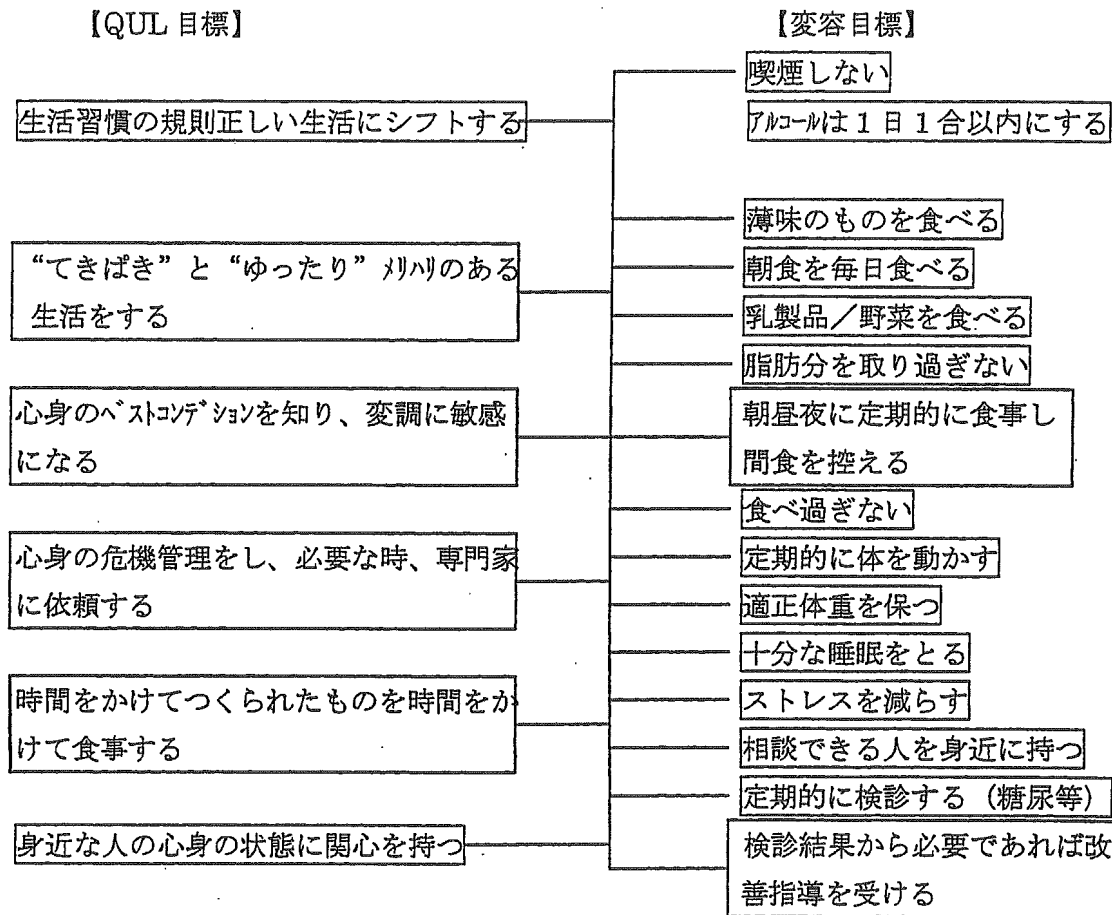 【QUL 目標】
生活習慣の規則正しい生活にシフトする
“てきぱき”と“ゆったり”ﾒﾘﾊﾘのある
生活をする
心身のﾍﾞｽﾄｺﾝﾃﾞｼｮﾝを知り、変調に敏感
になる
心身の危機管理をし、必要な時、専門家
に依頼する
時間をかけてつくられたものを時間をか
けて食事する
身近な人の心身の状態に関心を持つ
【変容目標】
喫煙しない
ｱﾙｺｰﾙは１日１合以内にする
薄味のものを食べる
朝食を毎日食べる
乳製品／野菜を食べる
脂肪分を取り過ぎない
朝昼夜に定期的に食事し
間食を控える
食べ過ぎない
定期的に体を動かす
適正体重を保つ
十分な睡眠をとる
ストレスを減らす
相談できる人を身近に持つ
定期的に検診する（糖尿等）
検診結果から必要であれば改
善指導を受ける